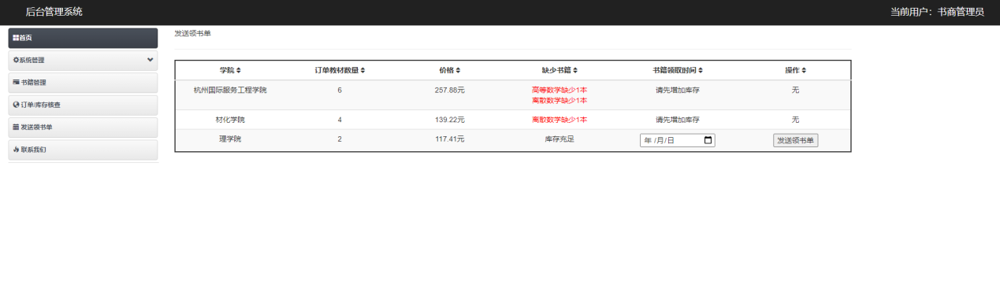 后台管理系统
当前用户：书商管理员
首页
系统管理
书籍管理
订单/库存核查
发送领书单
联系我们
发送领书单
学院 订单教材数量 价格 缺少书籍 书籍领取时间 操作
杭州国际服务工程学院 6 257.88元 高等数学缺少1本 请先增加库存 无
离散数学缺少1本
材化学院 4 139.22元 离散数学缺少1本 请先增加库存 无
理学院 2 117.41元 库存充足 年 /月/日 发送领书单